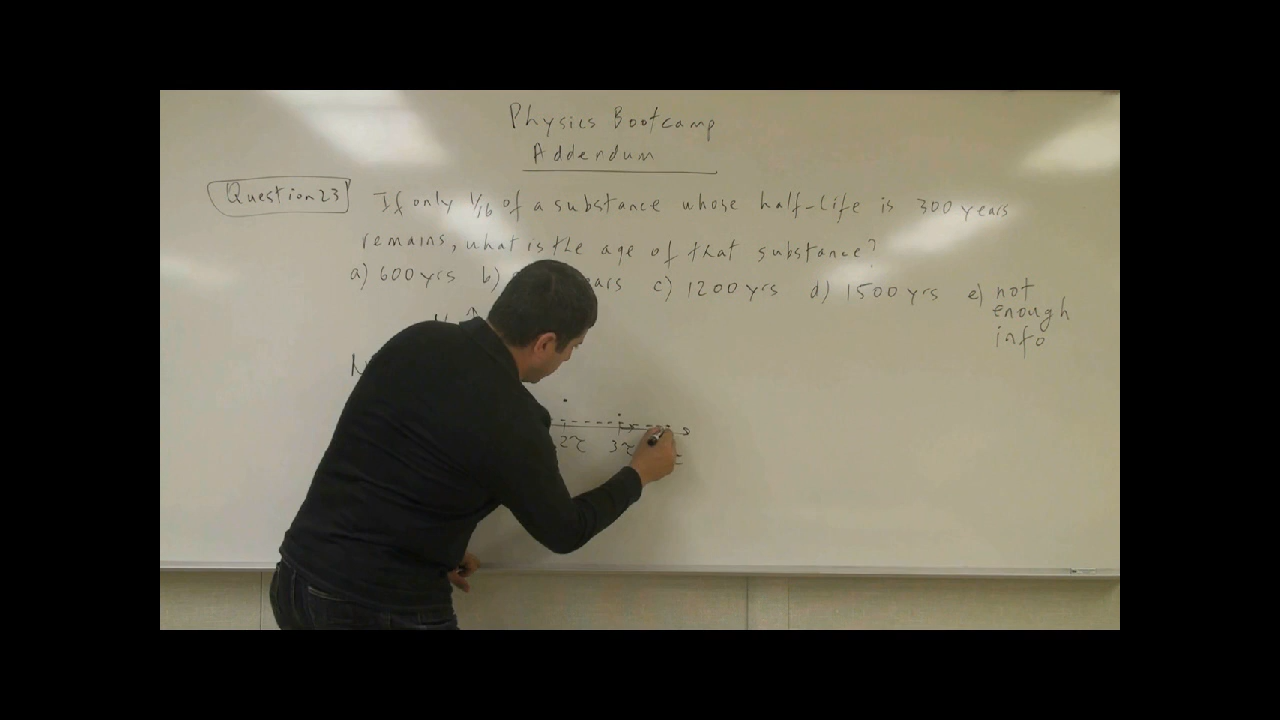 Physics Bootcamp
Addendum
Question 23 If only 1/16 of a substance whose half-life is 300 years
remains, what is the age of that substance?
a) 600 yrs b) c) 1200 yrs d) 1500 yrs e) not
enough
info
2τ 3τ